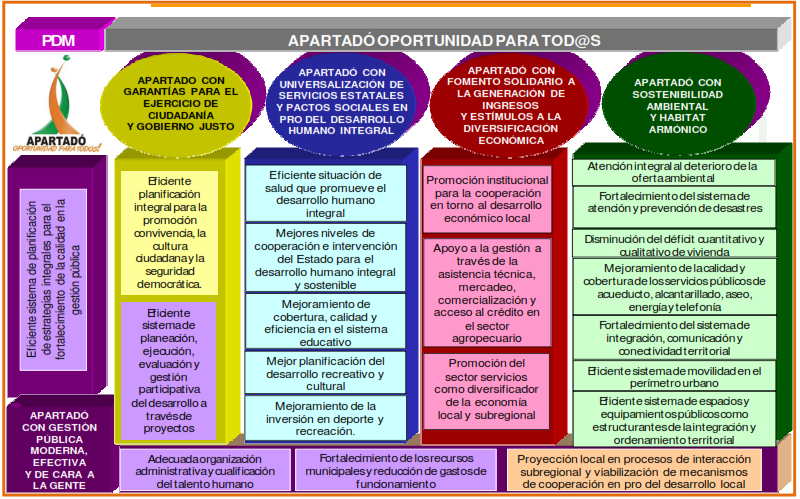 PDM
APARTADÓ OPORTUNIDAD PARA TOD@S
APARTADÓ
OPORTUNIDAD PARA TODOS!
APARTADO CON
GARANTÍAS PARA EL
EJERCICIO DE
CIUDADANÍA
Y GOBIERNO JUSTO
APARTADÓ CON
UNIVERSALIZACIÓN DE
SERVICIOS ESTATALES
Y PACTOS SOCIALES EN
PRO DEL DESARROLLO
HUMANO INTEGRAL
APARTADÓ CON
FOMENTO SOLIDARIO A
LA GENERACIÓN DE
INGRESOS
Y ESTÍMULOS A LA
DIVERSIFICACIÓN
ECONÓMICA
APARTADÓ CON
SOSTENIBILIDAD
AMBIENTAL
Y HABITAT
ARMÓNICO
Eficiente sistema de planificación
de estrategias integrales para el
fortalecimiento de la calidad en la
gestión pública
Eficiente
planificación
integral para la
promoción
convivencia, la
cultura
ciudadana y la
seguridad
democrática.
Eficiente
sistema de
planeación,
ejecución,
evaluación y
gestión
participativa
del desarrollo a
través de
proyectos
Eficiente situación de
salud que promueve el
desarrollo humano
integral
Mejores niveles de
cooperación e intervención
del Estado para el
desarrollo humano integral
y sostenible
Mejoramiento de
cobertura, calidad y
eficiencia en el sistema
educativo
Mejor planificación del
desarrollo recreativo y
cultural
Mejoramiento de la
inversión en deporte y
recreación.
Promoción institucional
para la cooperación
en torno al desarrollo
económico local
Apoyo a la gestión a
través de la
asistencia técnica,
mercadeo,
comercialización y
acceso al crédito en
el sector
agropecuario
Promoción del
sector servicios
como diversificador
de la economía
local y subregional
Atención integral al deterioro de la
oferta ambiental
Fortalecimiento del sistema de
atención y prevención de desastres
Disminución del déficit cuantitativo y
cualitativo de vivienda
Mejoramiento de la calidad y
cobertura de los servicios públicos de
acueducto, alcantarillado, aseo,
energía y telefonía
Fortalecimiento del sistema de
integración, comunicación y
conectividad territorial
Eficiente sistema de movilidad en el
perímetro urbano
Eficiente sistema de espacios y
equipamientos públicos como
estructurantes de la integración y
ordenamiento territorial
APARTADÓ
CON GESTIÓN
PÚBLICA
MODERNA,
EFECTIVA
Y DE CARA A
LA GENTE
Adecuada organización
administrativa y cualificación
del talento humano
Fortalecimiento de los recursos
municipales y reducción de gastos de
funcionamiento
Proyección local en procesos de interacción
subregional y viabilización de mecanismos
de cooperación en pro del desarrollo local